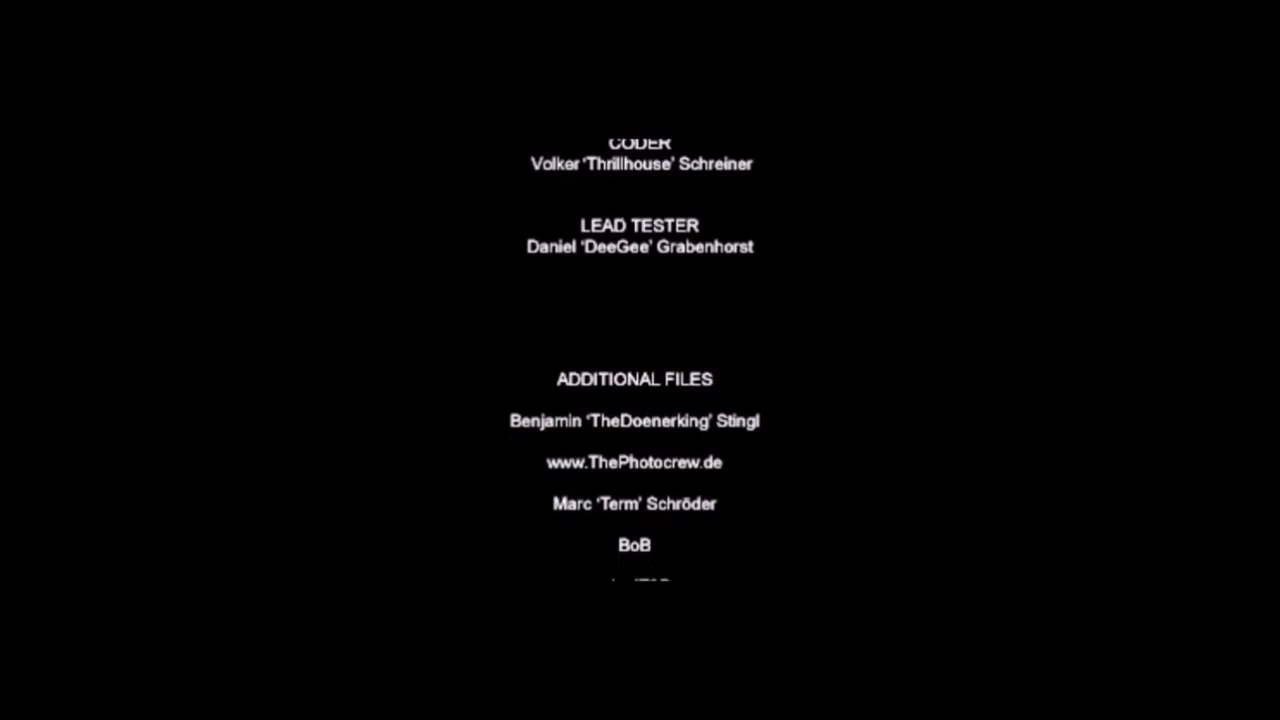 CODER
Volker ‘Thrillhouse’ Schreiner
LEAD TESTER
Daniel ‘DeeGee’ Grabenhorst
ADDITIONAL FILES
Benjamin ‘TheDoenerking’ Stingl
www.ThePhotocrew.de
Marc ‘Term’ Schröder
BoB